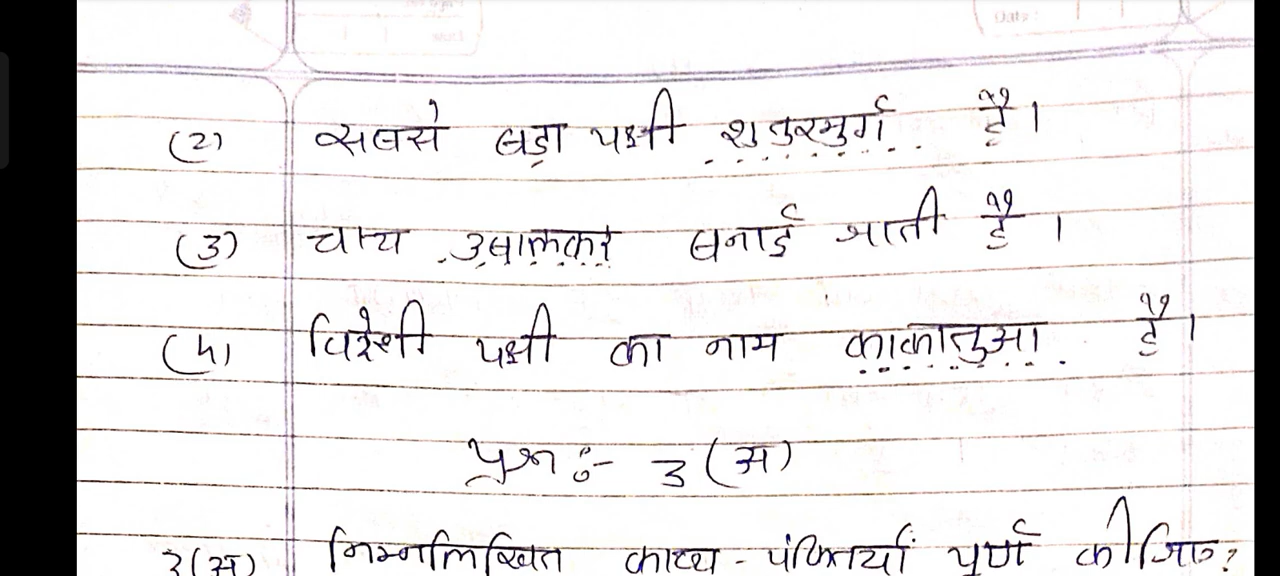 (2) सबसे बड़ा पक्षी शुतुरमुर्ग है।
(3) चाय उबालकर बनाई जाती है।
(4) विदेशी पक्षी का नाम काकातुआ है।
प्रश्न :- 3 (स)
3(स) निम्नलिखित काव्य - पंक्तियाँ पूर्ण कीजिए?